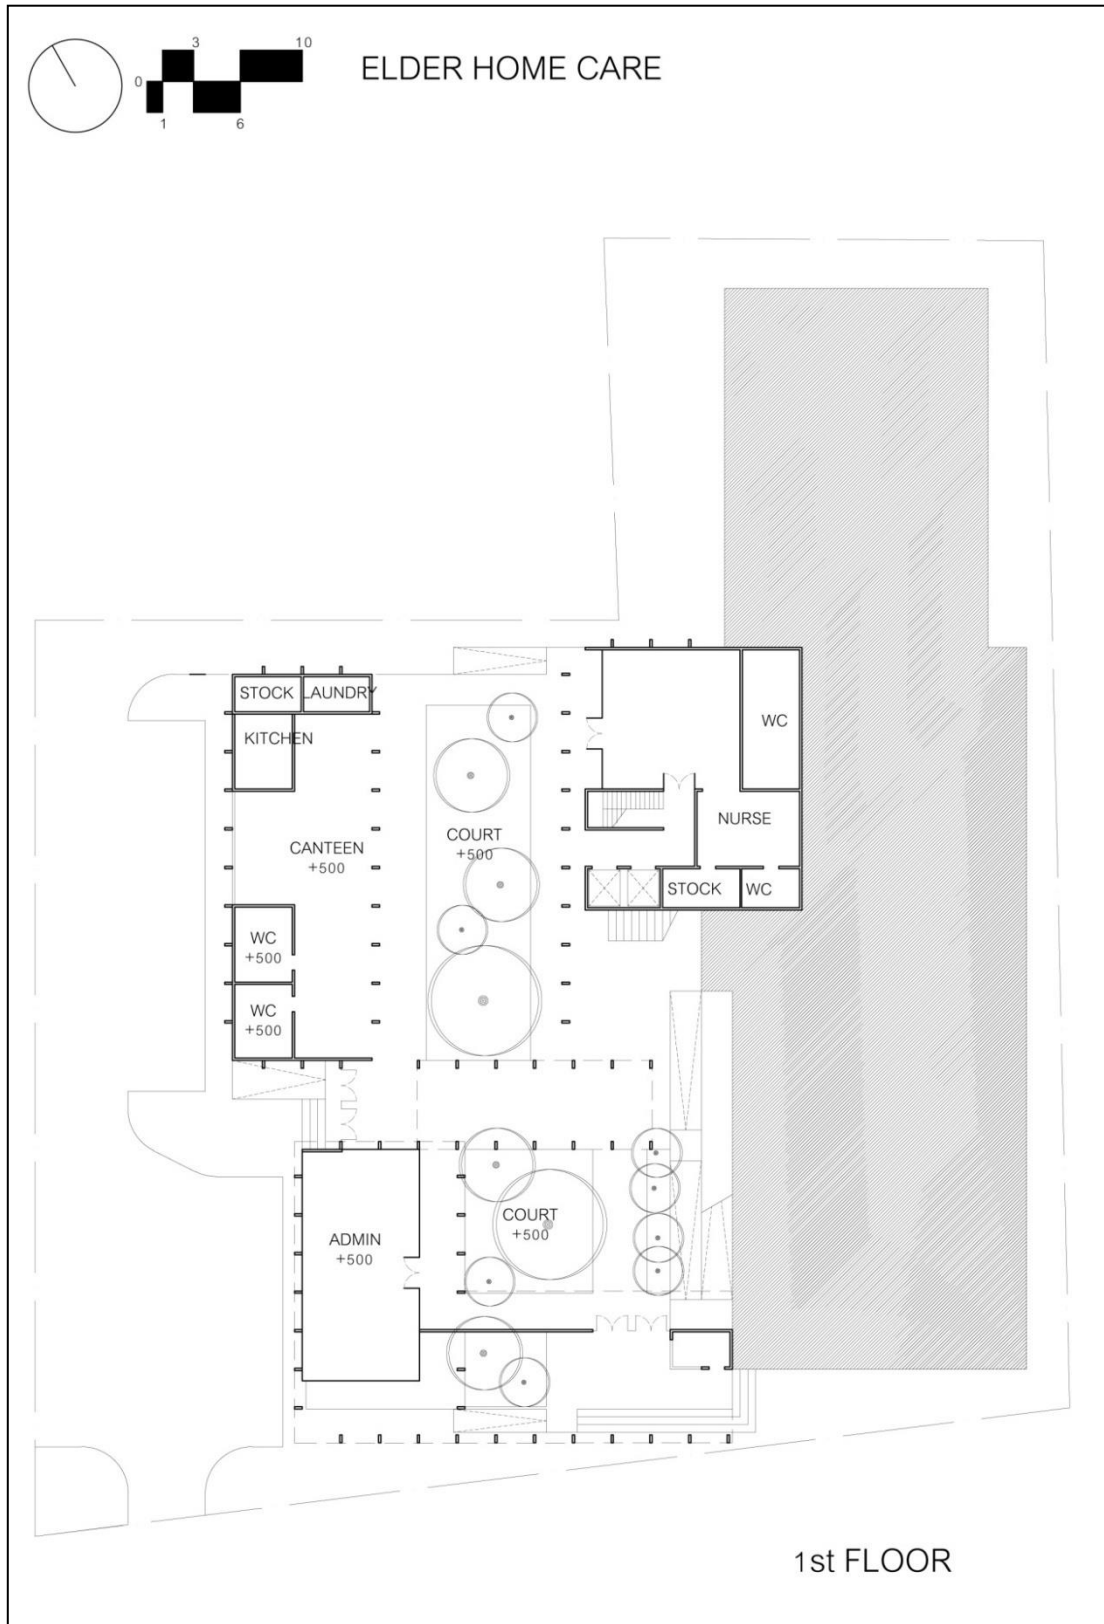 3 10
0
1 6
ELDER HOME CARE
STOCK LAUNDRY
KITCHEN
WC
NURSE
COURT
+500
CANTEEN
+500
STOCK WC
WC
+500
WC
+500
COURT
+500
ADMIN
+500
1st FLOOR